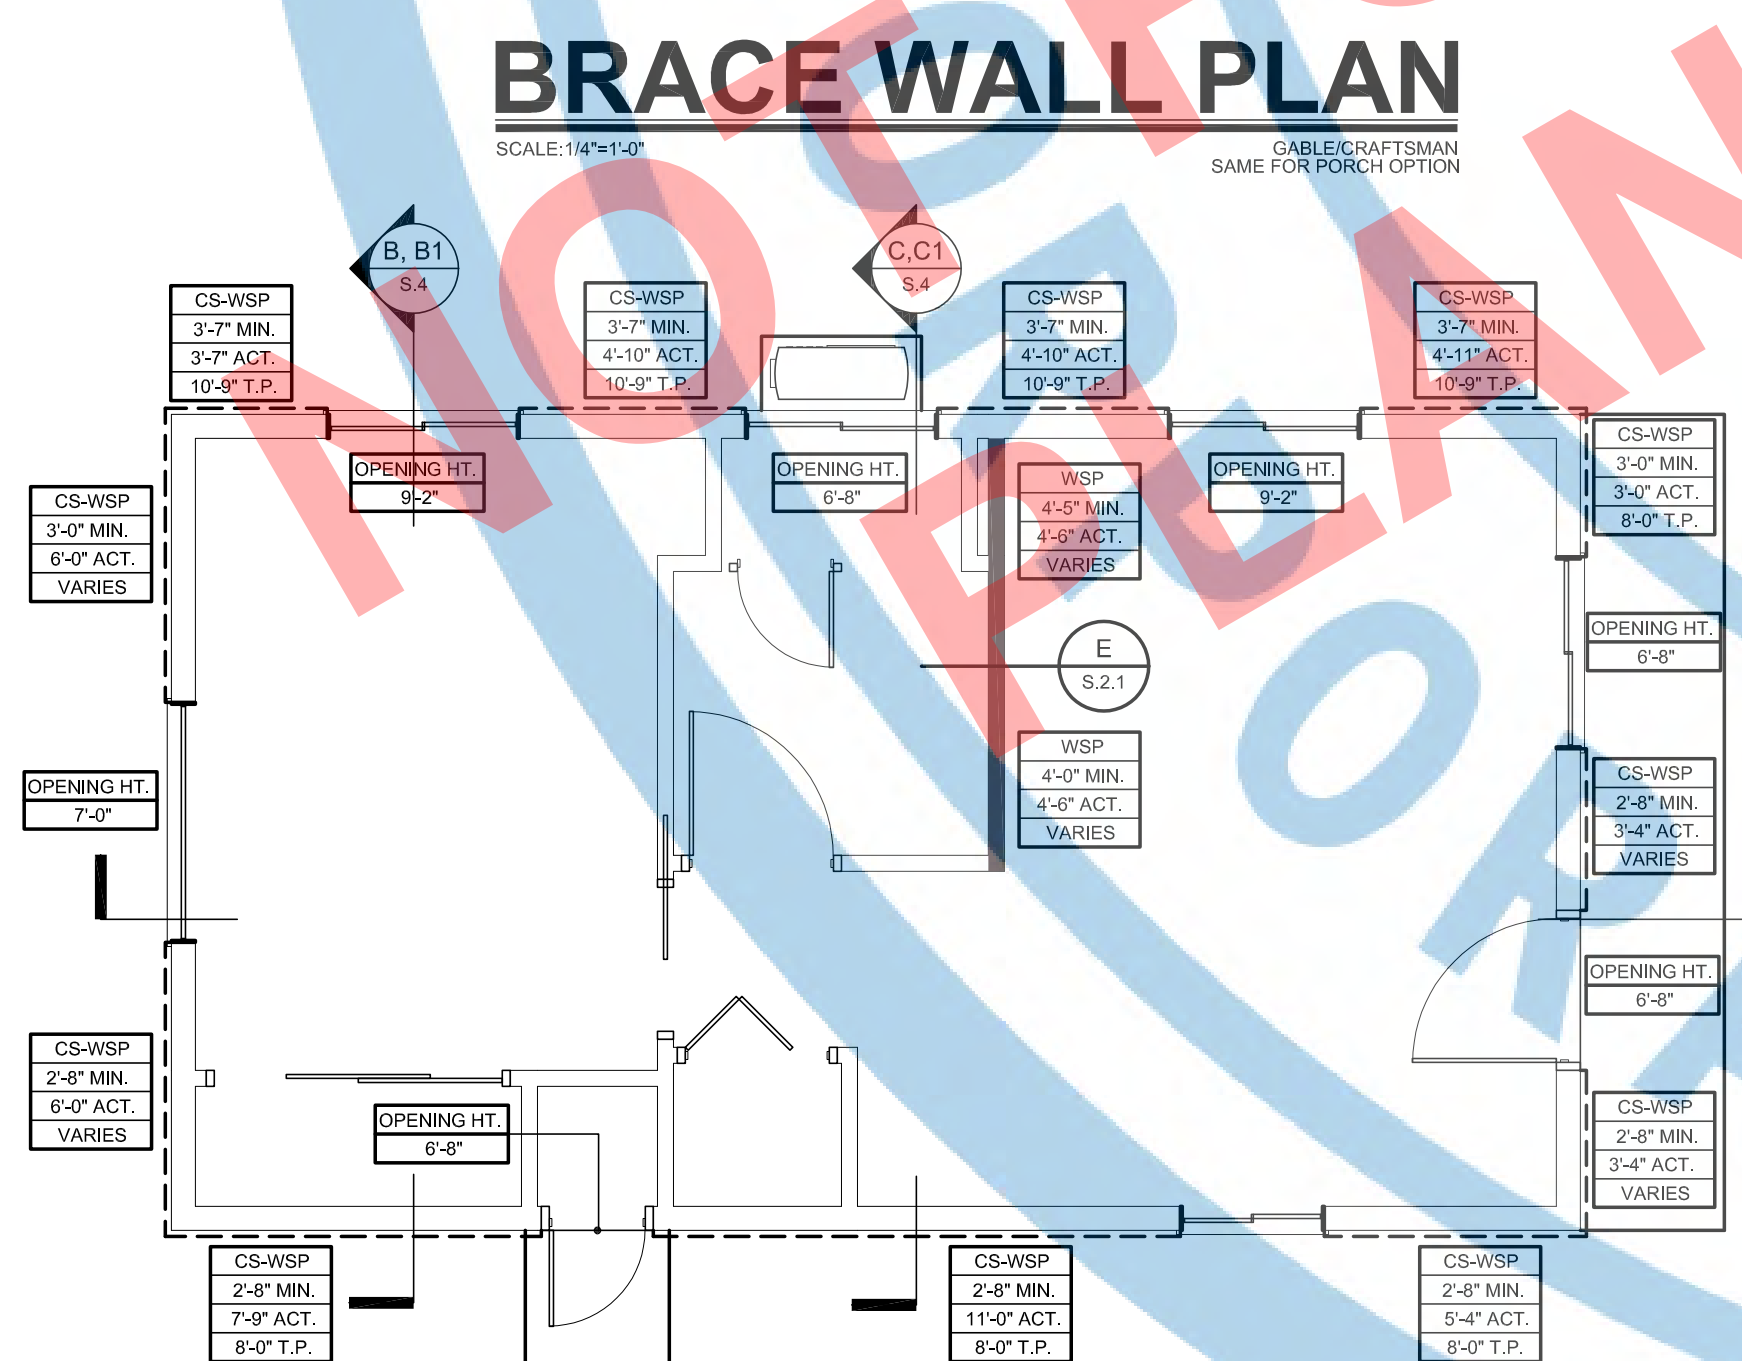 BRACE WALL PLAN
SCALE:1/4"=1'-0"
GABLE/CRAFTSMAN
SAME FOR PORCH OPTION
B, B1
S.4
C,C1
S.4
CS-WSP
3'-7" MIN.
3'-7" ACT.
10'-9" T.P.
CS-WSP
3'-7" MIN.
4'-10" ACT.
10'-9" T.P.
CS-WSP
3'-7" MIN.
4'-10" ACT.
10'-9" T.P.
CS-WSP
3'-7" MIN.
4'-11" ACT.
10'-9" T.P.
OPENING HT.
9'-2"
OPENING HT.
6'-8"
OPENING HT.
9'-2"
CS-WSP
3'-0" MIN.
3'-0" ACT.
8'-0" T.P.
CS-WSP
3'-0" MIN.
6'-0" ACT.
VARIES
WSP
4'-5" MIN.
4'-6" ACT.
VARIES
E
S.2.1
OPENING HT.
6'-8"
WSP
4'-0" MIN.
4'-6" ACT.
VARIES
OPENING HT.
7'-0"
CS-WSP
2'-8" MIN.
3'-4" ACT.
VARIES
OPENING HT.
6'-8"
CS-WSP
2'-8" MIN.
6'-0" ACT.
VARIES
OPENING HT.
6'-8"
CS-WSP
2'-8" MIN.
3'-4" ACT.
VARIES
CS-WSP
2'-8" MIN.
7'-9" ACT.
8'-0" T.P.
CS-WSP
2'-8" MIN.
11'-0" ACT.
8'-0" T.P.
CS-WSP
2'-8" MIN.
5'-4" ACT.
8'-0" T.P.
NOT
PLAN